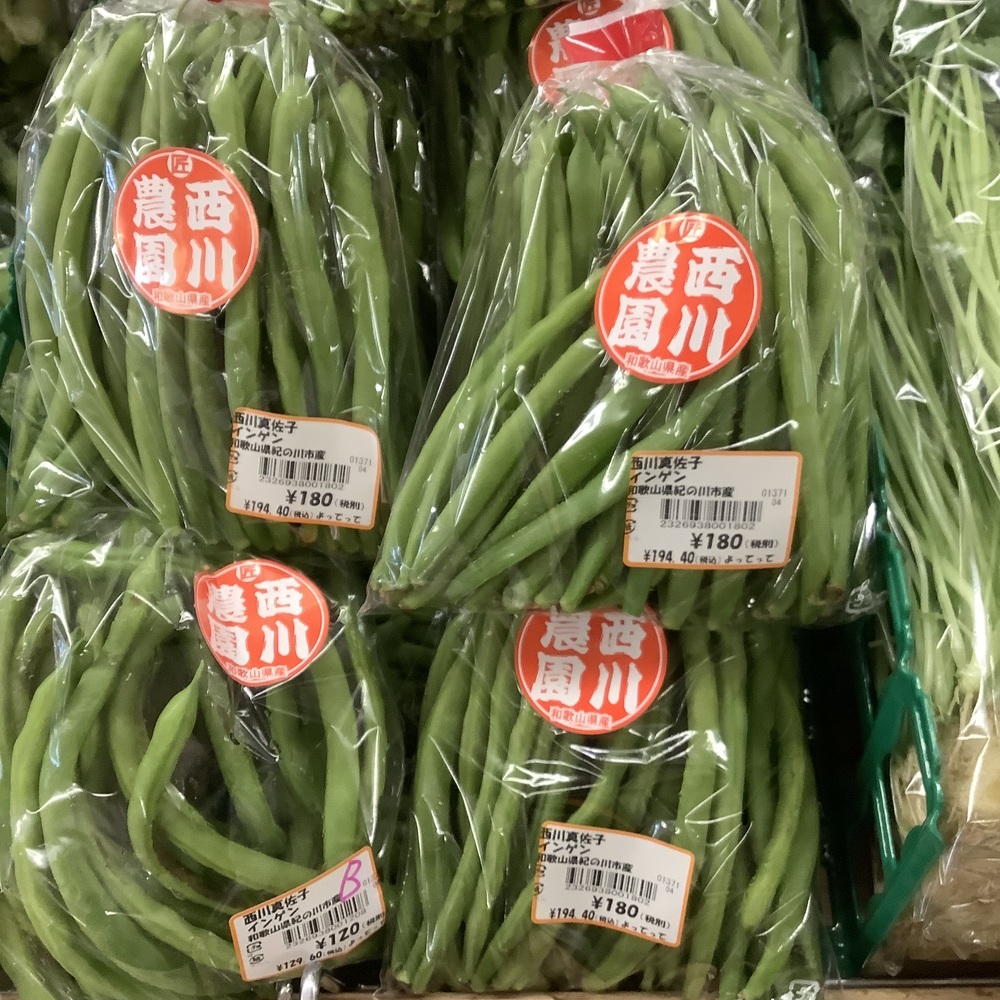 農
匠
西川
農園
和歌山県産
西川真佐子
インゲン
和歌山県紀の川市産
01371
04
2326938001802
¥180(税別)
¥194.40(税込)よってって
匠
西川
農園
和歌山県産
西川真佐子
インゲン
和歌山県紀の川市産
01371
04
2326938001802
¥180(税別)
¥194.40(税込)よってって
匠
西川
農園
和歌山県産
B
西川真佐子
インゲン
和歌山県紀の川市産
¥120(税別)
¥129.60(税込)よってって
西川
農園
和歌山県産
西川真佐子
インゲン
和歌山県紀の川市産
01371
04
2326938001802
¥180(税別)
¥194.40(税込)よってって